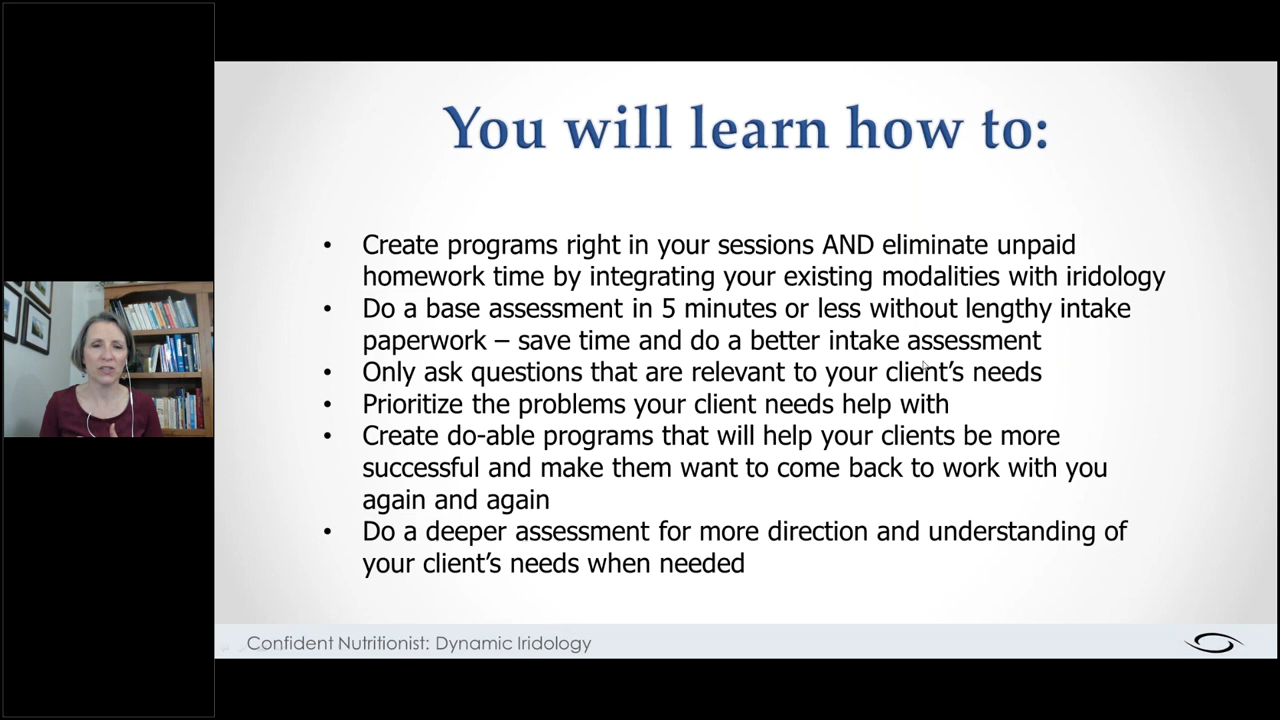 You will learn how to:
• Create programs right in your sessions AND eliminate unpaid
homework time by integrating your existing modalities with iridology
• Do a base assessment in 5 minutes or less without lengthy intake
paperwork – save time and do a better intake assessment
• Only ask questions that are relevant to your client’s needs
• Prioritize the problems your client needs help with
• Create do-able programs that will help your clients be more
successful and make them want to come back to work with you
again and again
• Do a deeper assessment for more direction and understanding of
your client’s needs when needed
Confident Nutritionist: Dynamic Iridology